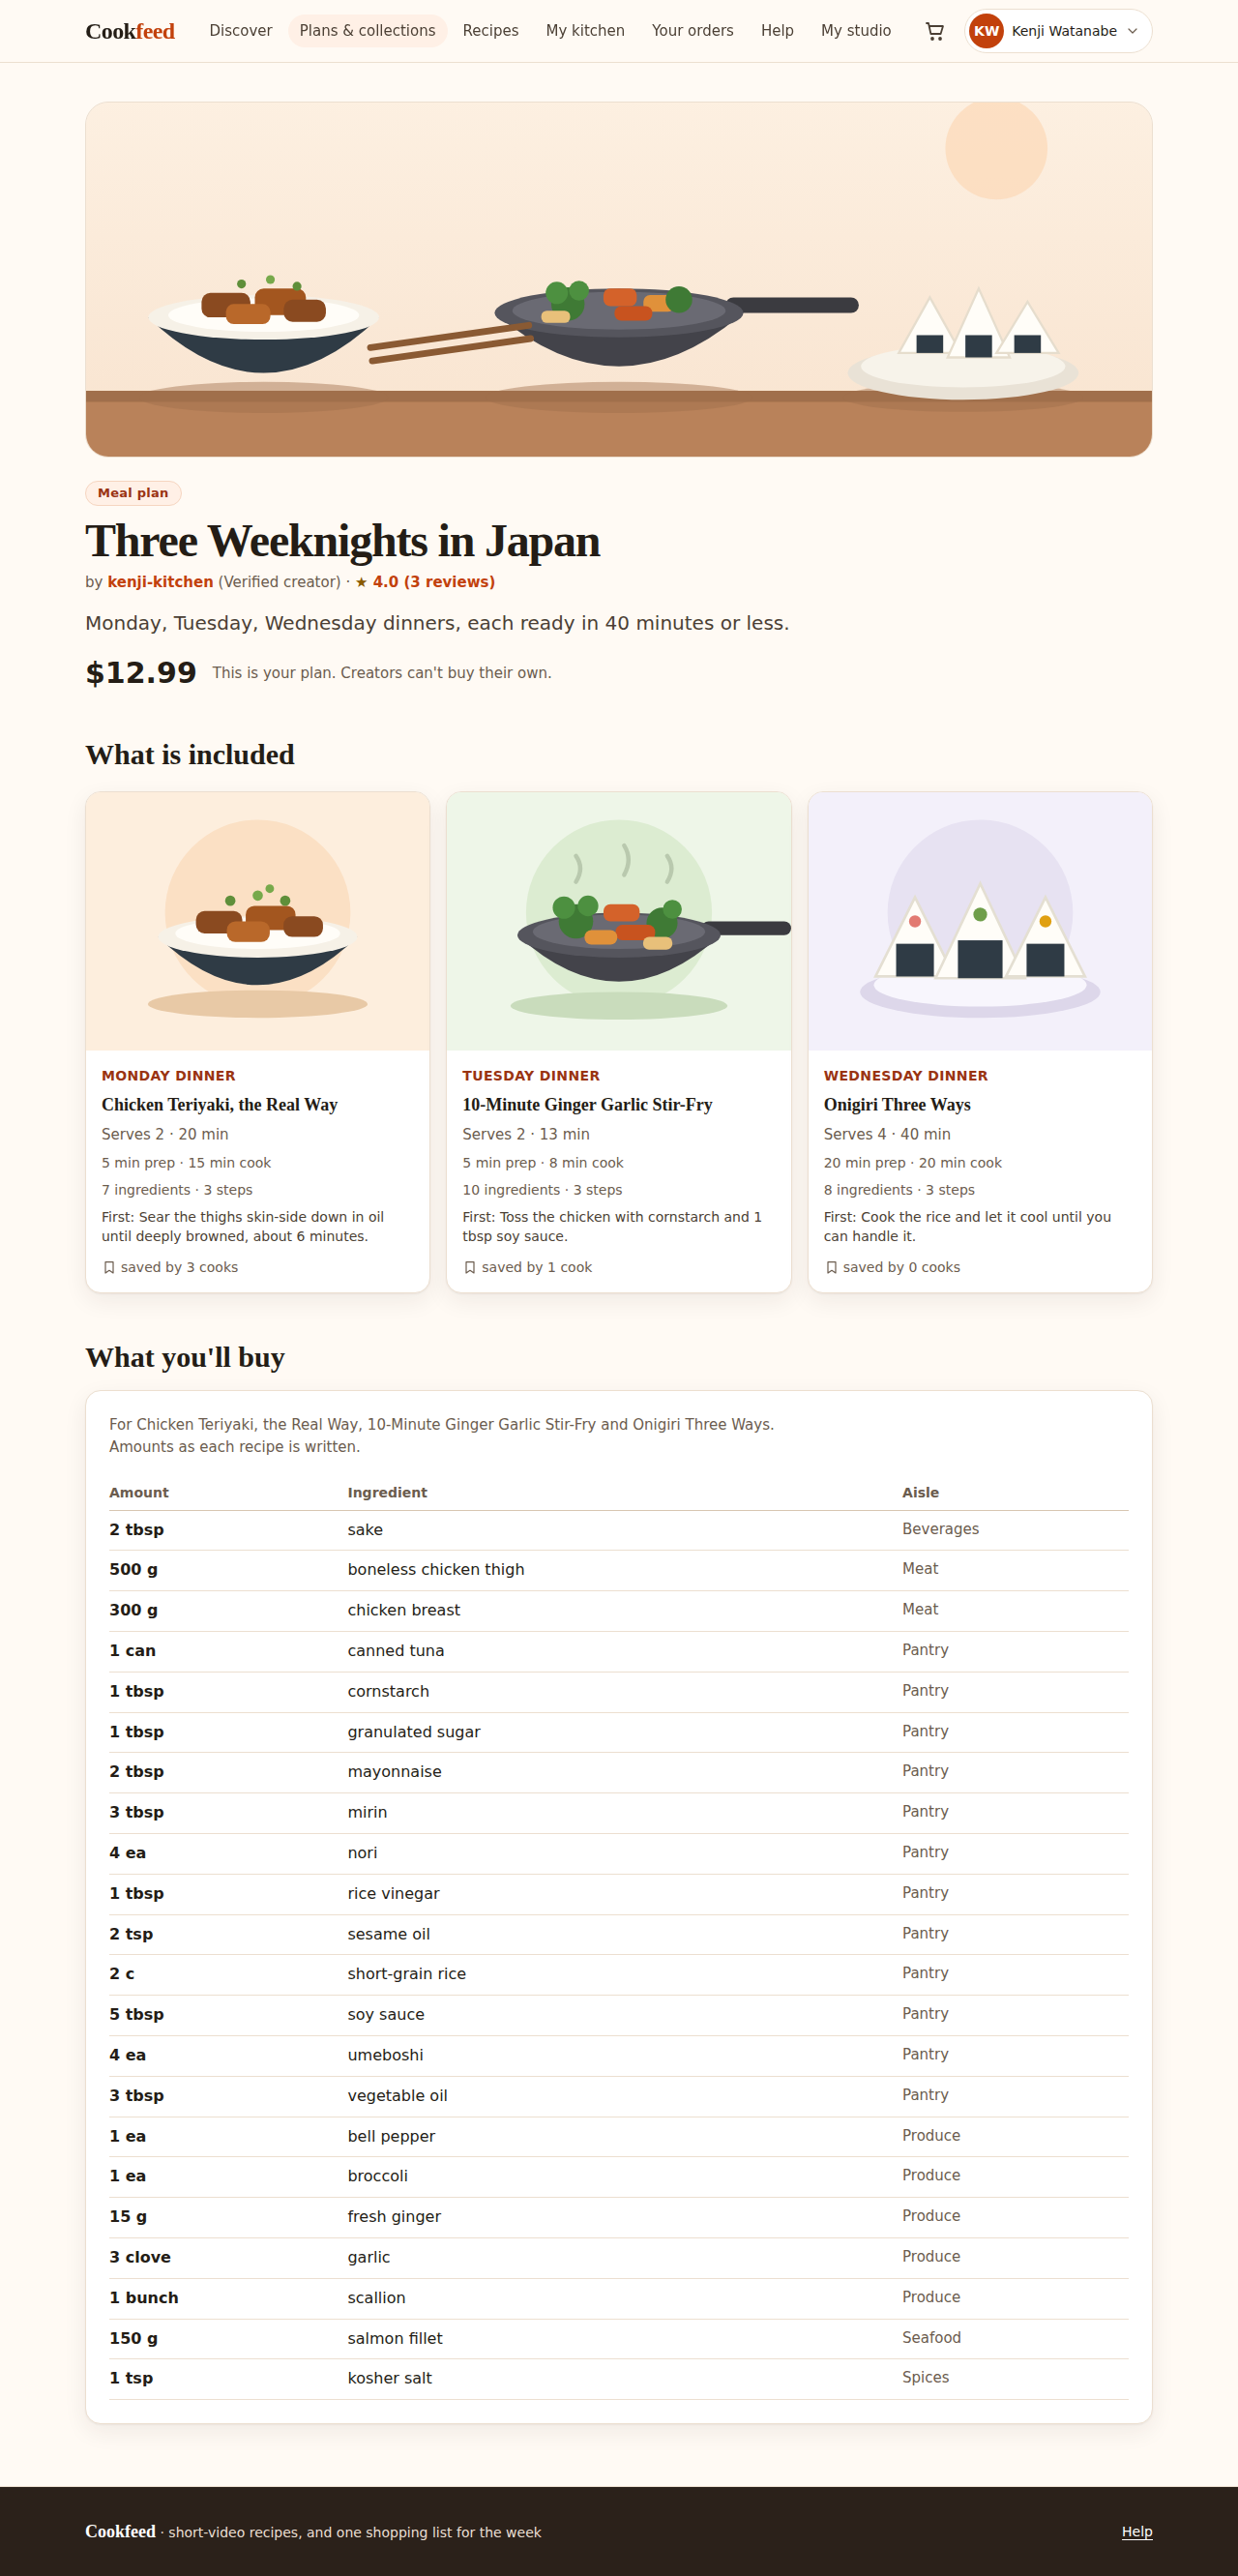 Cookfeed Discover Plans & collections Recipes My kitchen Your orders Help My studio KW Kenji Watanabe
Meal plan
Three Weeknights in Japan
by kenji-kitchen (Verified creator) · ★ 4.0 (3 reviews)
Monday, Tuesday, Wednesday dinners, each ready in 40 minutes or less.
$12.99 This is your plan. Creators can't buy their own.
What is included
MONDAY DINNER
Chicken Teriyaki, the Real Way
Serves 2 · 20 min
5 min prep · 15 min cook
7 ingredients · 3 steps
First: Sear the thighs skin-side down in oil
until deeply browned, about 6 minutes.
saved by 3 cooks
TUESDAY DINNER
10-Minute Ginger Garlic Stir-Fry
Serves 2 · 13 min
5 min prep · 8 min cook
10 ingredients · 3 steps
First: Toss the chicken with cornstarch and 1
tbsp soy sauce.
saved by 1 cook
WEDNESDAY DINNER
Onigiri Three Ways
Serves 4 · 40 min
20 min prep · 20 min cook
8 ingredients · 3 steps
First: Cook the rice and let it cool until you
can handle it.
saved by 0 cooks
What you'll buy
For Chicken Teriyaki, the Real Way, 10-Minute Ginger Garlic Stir-Fry and Onigiri Three Ways.
Amounts as each recipe is written.
Amount Ingredient Aisle
2 tbsp sake Beverages
500 g boneless chicken thigh Meat
300 g chicken breast Meat
1 can canned tuna Pantry
1 tbsp cornstarch Pantry
1 tbsp granulated sugar Pantry
2 tbsp mayonnaise Pantry
3 tbsp mirin Pantry
4 ea nori Pantry
1 tbsp rice vinegar Pantry
2 tsp sesame oil Pantry
2 c short-grain rice Pantry
5 tbsp soy sauce Pantry
4 ea umeboshi Pantry
3 tbsp vegetable oil Pantry
1 ea bell pepper Produce
1 ea broccoli Produce
15 g fresh ginger Produce
3 clove garlic Produce
1 bunch scallion Produce
150 g salmon fillet Seafood
1 tsp kosher salt Spices
Cookfeed · short-video recipes, and one shopping list for the week Help